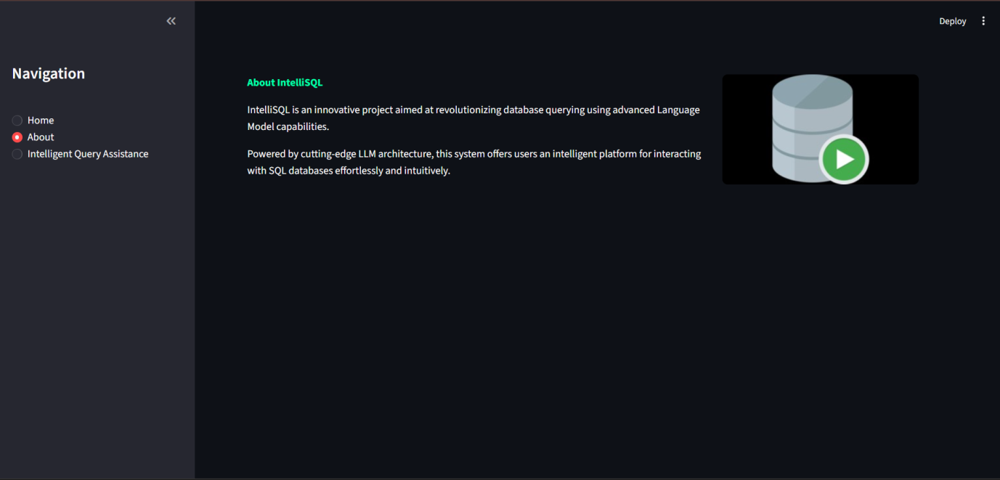 Deploy
Navigation
Home
About
Intelligent Query Assistance
About IntelliSQL
IntelliSQL is an innovative project aimed at revolutionizing database querying using advanced Language
Model capabilities.
Powered by cutting-edge LLM architecture, this system offers users an intelligent platform for interacting
with SQL databases effortlessly and intuitively.